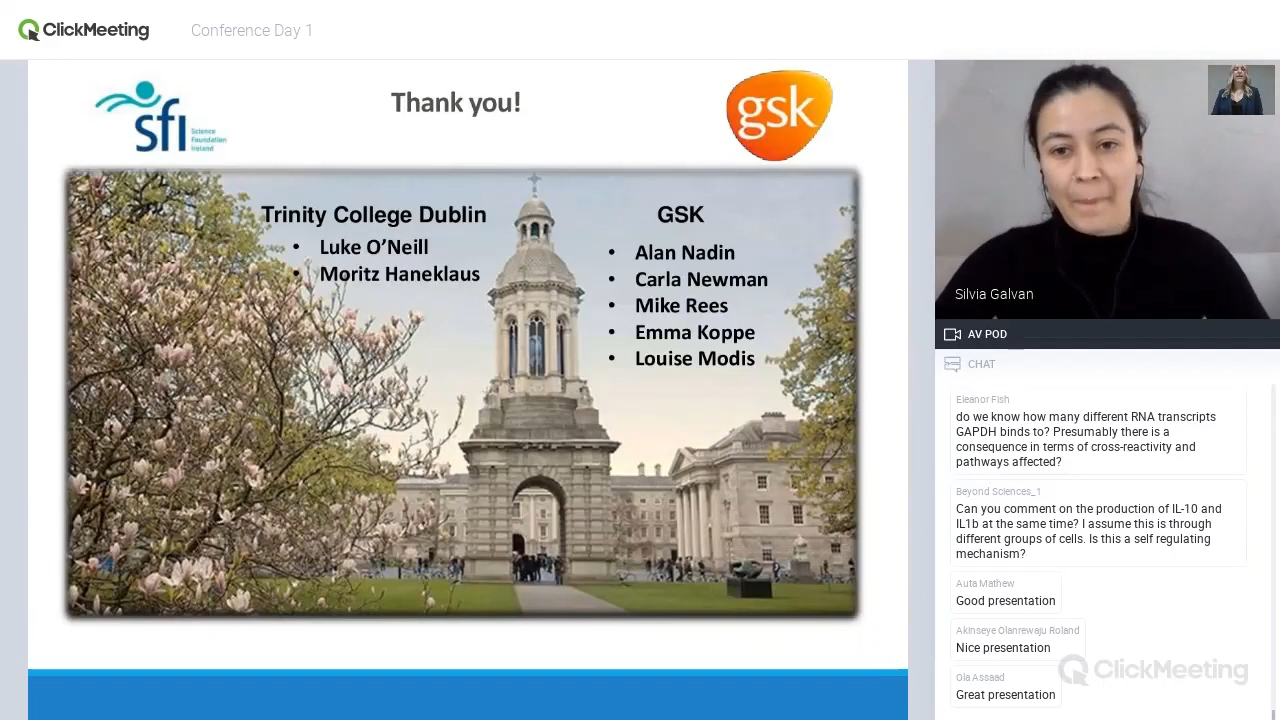 ClickMeeting
Conference Day 1
sfi
Science
Foundation
Ireland
Thank you!
gsk
Trinity College Dublin
• Luke O’Neill
• Moritz Haneklaus
GSK
• Alan Nadin
• Carla Newman
• Mike Rees
• Emma Koppe
• Louise Modis
Silvia Galvan
AV POD
CHAT
Eleanor Fish
do we know how many different RNA transcripts
GAPDH binds to? Presumably there is a
consequence in terms of cross-reactivity and
pathways affected?
Beyond Sciences_1
Can you comment on the production of IL-10 and
IL1b at the same time? I assume this is through
different groups of cells. Is this a self regulating
mechanism?
Auta Mathew
Good presentation
Akinseye Olanrewaju Roland
Nice presentation
Ola Assaad
Great presentation
ClickMeeting